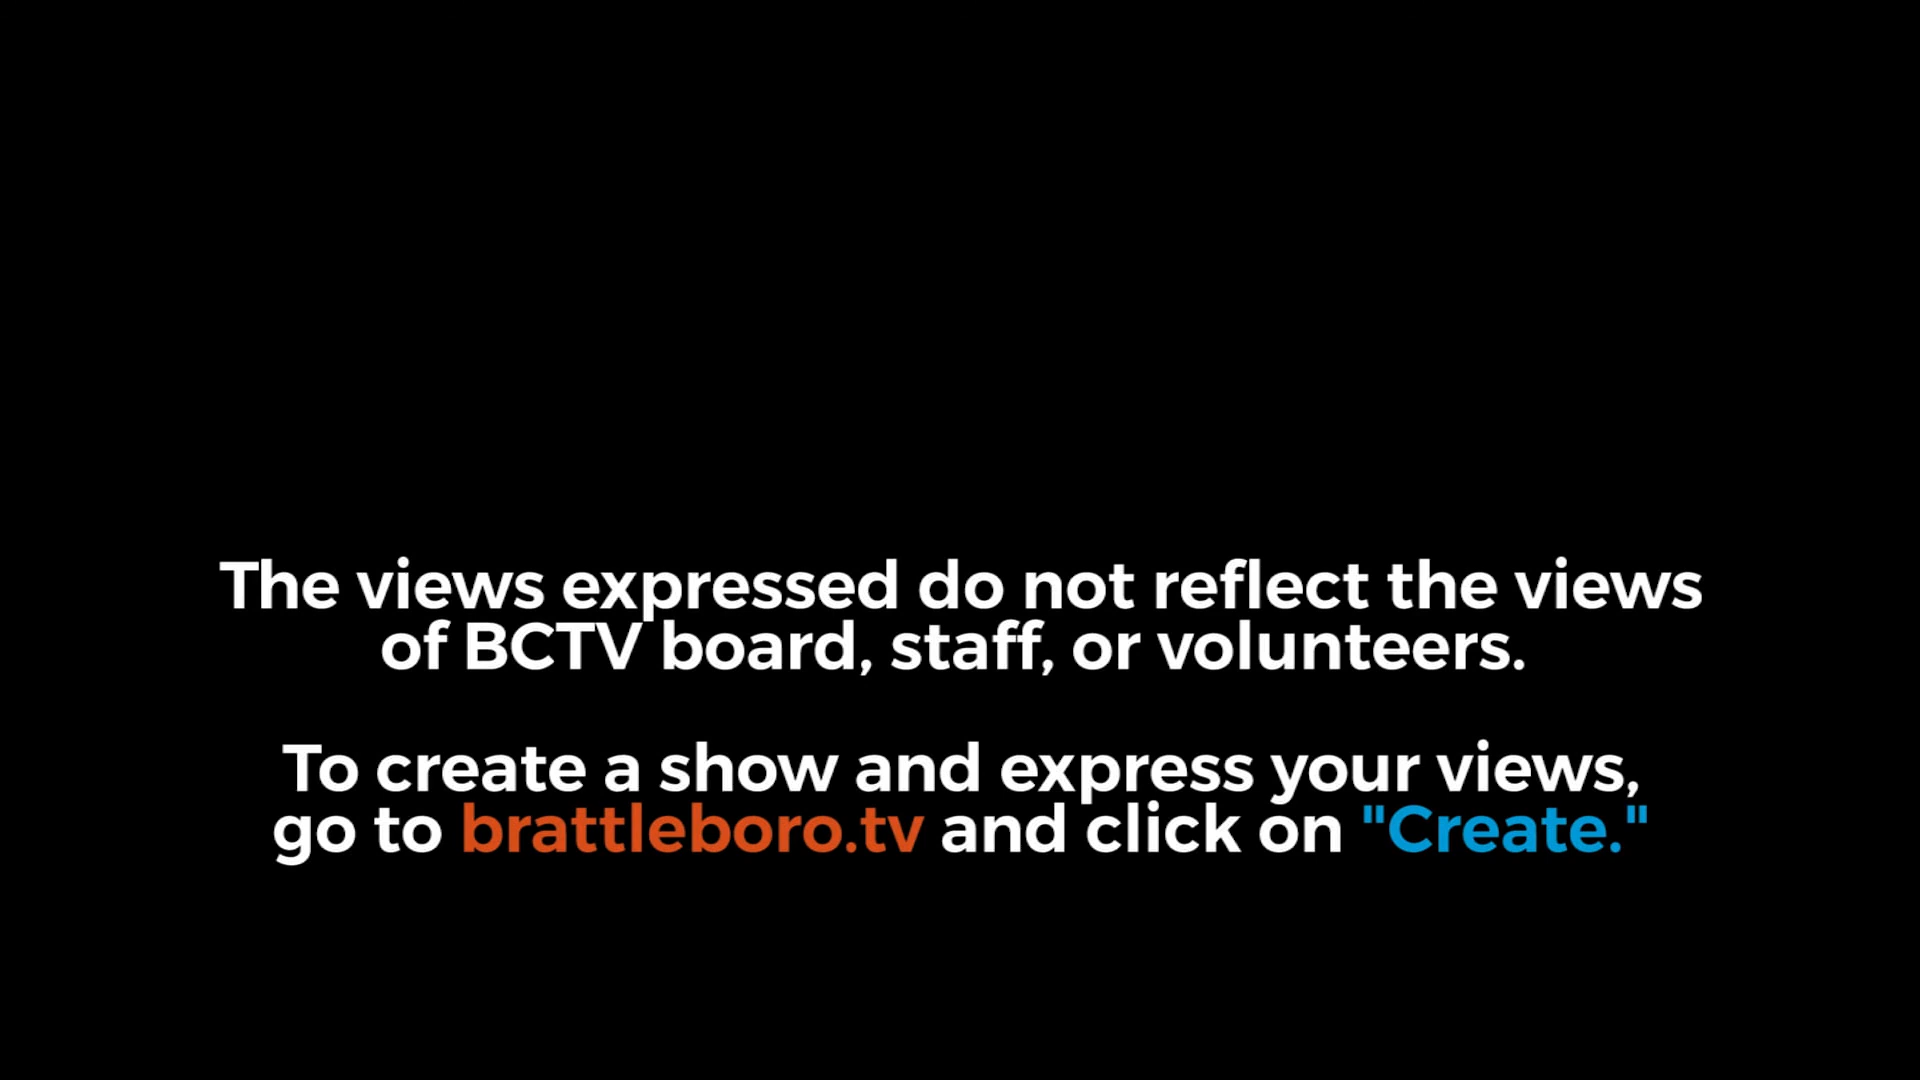 The views expressed do not reflect the views
of BCTV board, staff, or volunteers.
To create a show and express your views,
go to brattleboro.tv and click on "Create."